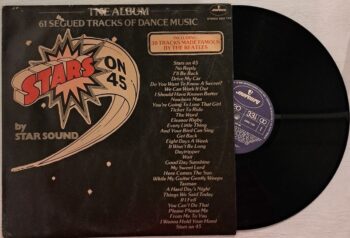 THE ALBUM
61 SEGUED TRACKS OF DANCE MUSIC
STARS
ON
45
by
STAR SOUND
30 TRACKS MADE FAMOUS
BY THE BEATLES
Stars on 45
No Reply
I'll Be Back
Drive My Car
Do You Want To Know A Secret?
We Can Work It Out
I Should Have Known Better
Nowhere Man
You're Going To Lose That Girl
Ticket To Ride
The Word
Eleanor Rigby
Every Little Thing
And Your Bird Can Sing
Get Back
Eight Days A Week
It Won't Be Long
Daytripper
Wait
Good Day Sunshine
My Sweet Lord
Here Comes The Sun
While My Guitar Gently Weeps
Taxman
A Hard Day's Night
Things We Said Today
If I Fell
You Can't Do That
Please Please Me
From Me To You
I Wanna Hold Your Hand
Stars on 45
mercury
33